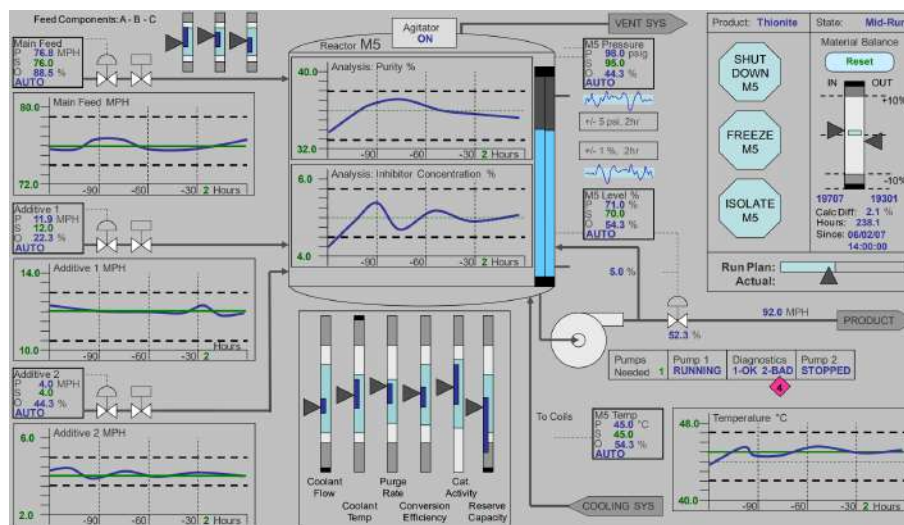 Feed Components: A - B - C
Main Feed
P 76.8 MPH
S 76.0
O 88.5 %
AUTO
Main Feed MPH
80.0
72.0
-90 -60 -30 2 Hours
Additive 1
P 11.9 MPH
S 12.0
O 22.3 %
AUTO
Additive 1 MPH
14.0
10.0
Hours
-90 -60 -30 2
Additive 2
P 4.0 MPH
S 4.0
O 44.3 %
AUTO
Additive 2 MPH
6.0
2.0
-90 -60 -30 2 Hours
Reactor M5
Agitator
ON
Analysis: Purity %
40.0
32.0
-90 -60 -30 2 Hours
Analysis: Inhibitor Concentration %
6.0
4.0
-90 -60 -30 2 Hours
Coolant
Flow
Coolant
Temp
Purge
Rate
Conversion
Efficiency
Cat.
Activity
Reserve
Capacity
VENT SYS
M5 Pressure
P 98.0 psig
S 95.0
O 44.3 %
AUTO
+/- 5 psi, 2hr
+/- 1 %, 2hr
M5 Level %
P 71.0 %
S 70.0
O 54.3 %
AUTO
5.0 %
52.3 %
92.0 MPH
PRODUCT
Pumps
Needed 1
Pump 1
RUNNING
Diagnostics
1-OK 2-BAD
Pump 2
STOPPED
4
To Coils
M5 Temp
P 45.0 °C
S 45.0
O 54.3 %
AUTO
COOLING SYS
Temperature °C
48.0
40.0
-90 -60 -30 2 Hours
Product: Thionite
State: Mid-Run
SHUT
DOWN
M5
FREEZE
M5
ISOLATE
M5
Material Balance
Reset
IN OUT
+10%
-10%
19707 19301
Calc Diff: 2.1 %
Hours: 238.1
Since: 06/02/07
14:00:00
Run Plan:
Actual: